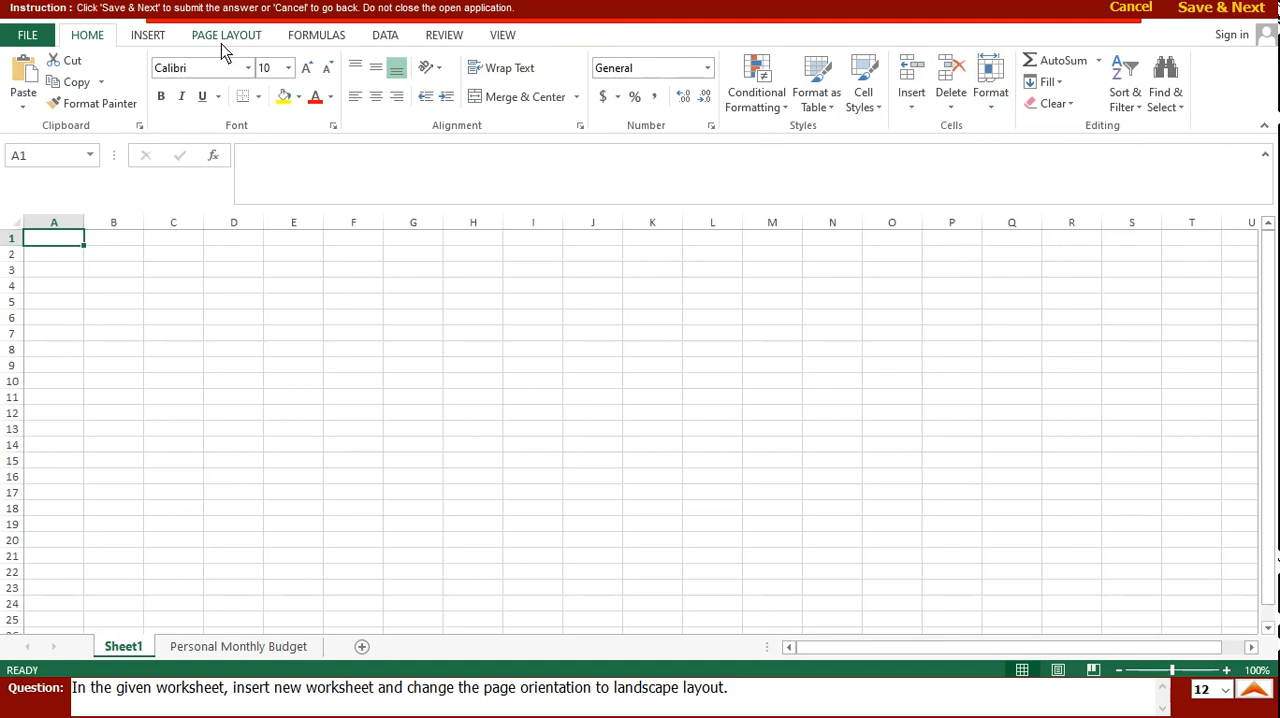 Instruction : Click 'Save & Next' to submit the answer or 'Cancel' to go back. Do not close the open application. Cancel Save & Next
FILE HOME INSERT PAGE LAYOUT FORMULAS DATA REVIEW VIEW Sign in
Paste Cut Copy Format Painter Clipboard
Calibri 10 B I U A Font
Wrap Text Merge & Center Alignment
General $ % , Number
Conditional Formatting Format as Table Cell Styles Styles
Insert Delete Format Cells
AutoSum Fill Clear Sort & Filter Find & Select Editing
A1 fx
A B C D E F G H I J K L M N O P Q R S T U
1
2
3
4
5
6
7
8
9
10
11
12
13
14
15
16
17
18
19
20
21
22
23
24
25
Sheet1 Personal Monthly Budget
READY 100%
Question: In the given worksheet, insert new worksheet and change the page orientation to landscape layout. 12